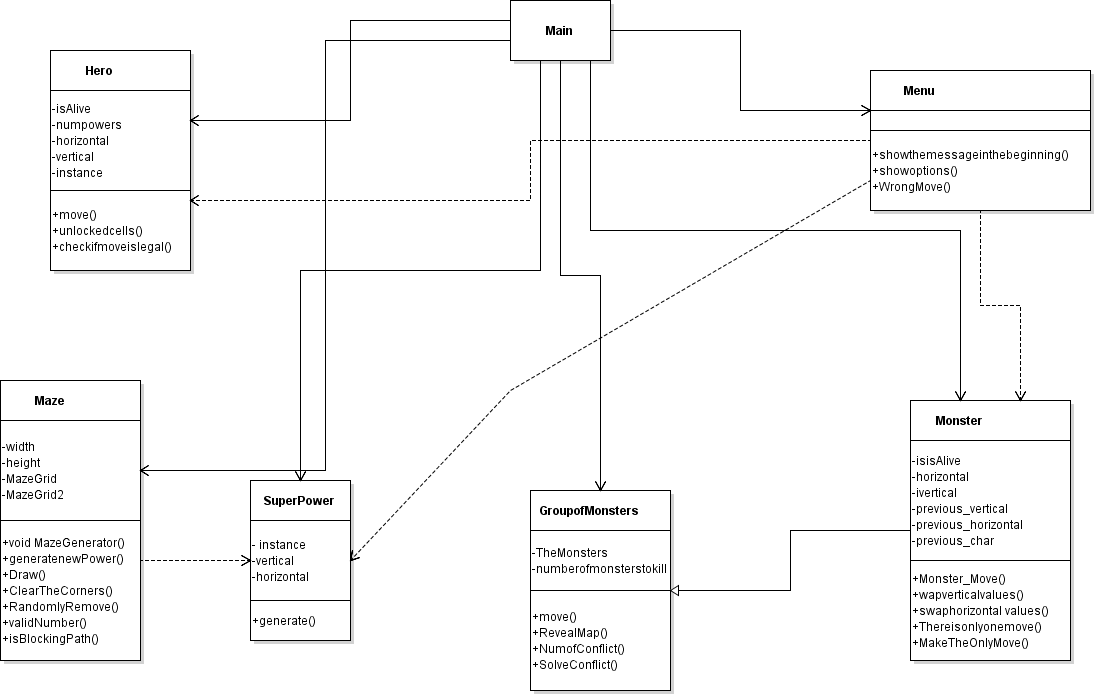 Main
Hero
-isAlive
-numpowers
-horizontal
-vertical
-instance
+move()
+unlockedcells()
+checkifmoveislegal()
Menu
+showthemessageinthebeginning()
+showoptions()
+WrongMove()
Maze
-width
-height
-MazeGrid
-MazeGrid2
+void MazeGenerator()
+generatenewPower()
+Draw()
+ClearTheCorners()
+RandomlyRemove()
+validNumber()
+isBlockingPath()
SuperPower
- instance
-vertical
-horizontal
+generate()
GroupofMonsters
-TheMonsters
-numberofmonsterstokill
+move()
+RevealMap()
+NumofConflict()
+SolveConflict()
Monster
-isisAlive
-horizontal
-ivertical
-previous_vertical
-previous_horizontal
-previous_char
+Monster_Move()
+wapverticalvalues()
+swaphorizontal values()
+Thereisonlyonemove()
+MakeTheOnlyMove()